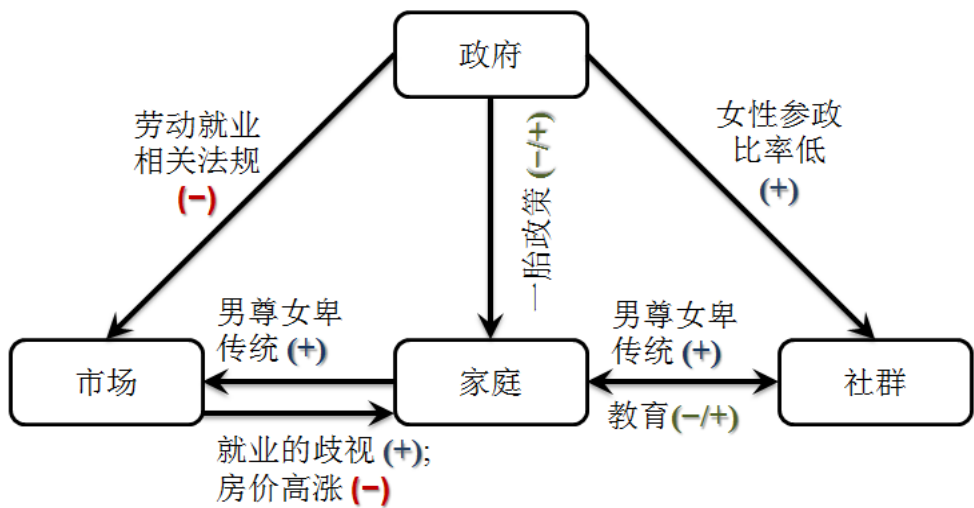 政府
劳动就业
相关法规
(−)
一胎政策 (−/+)
女性参政
比率低
(+)
男尊女卑
传统 (+)
男尊女卑
传统 (+)
市场
家庭
社群
教育(−/+)
就业的歧视 (+);
房价高涨 (−)